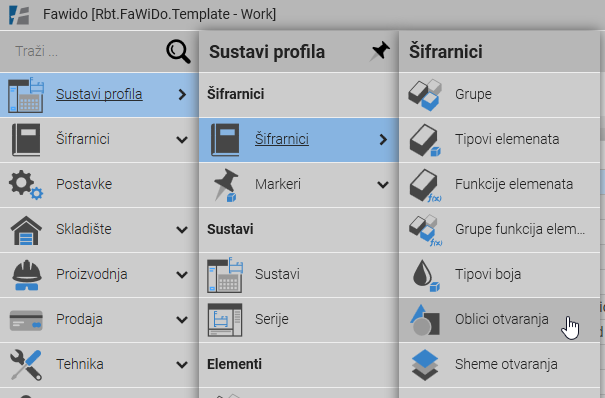 Fawido [Rbt.FaWiDo.Template - Work]
Traži ...
Sustavi profila
Šifrarnici
Postavke
Skladište
Proizvodnja
Prodaja
Tehnika
Sustavi profila
Šifrarnici
Šifrarnici
Markeri
Sustavi
Sustavi
Serije
Elementi
Šifrarnici
Grupe
Tipovi elemenata
Funkcije elemenata
Grupe funkcija elem...
Tipovi boja
Oblici otvaranja
Sheme otvaranja